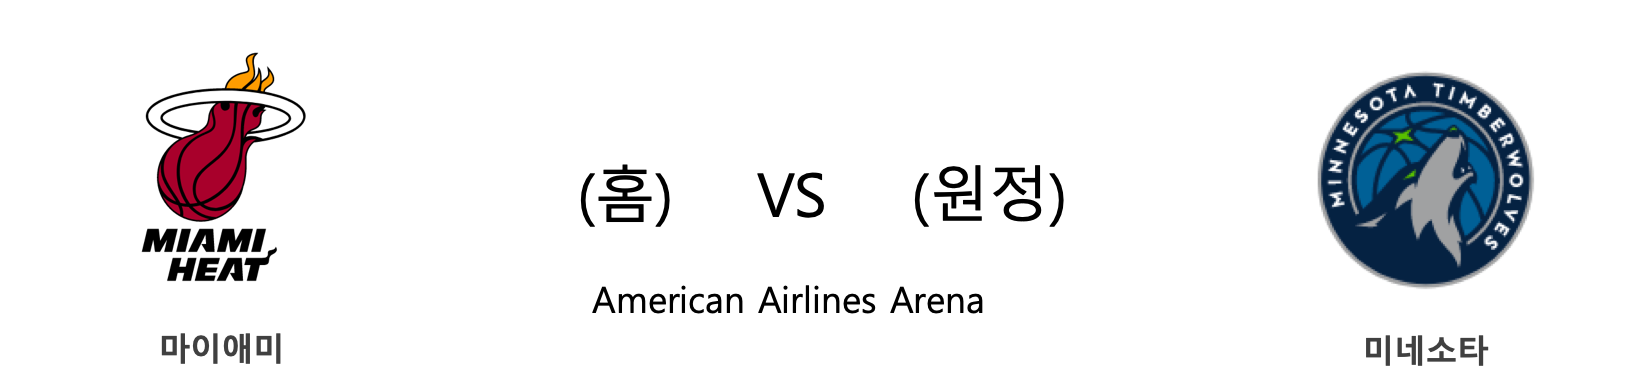 MIAMI
HEAT
마이애미
(홈) VS (원정)
American Airlines Arena
MINNESOTA TIMBERWOLVES
미네소타